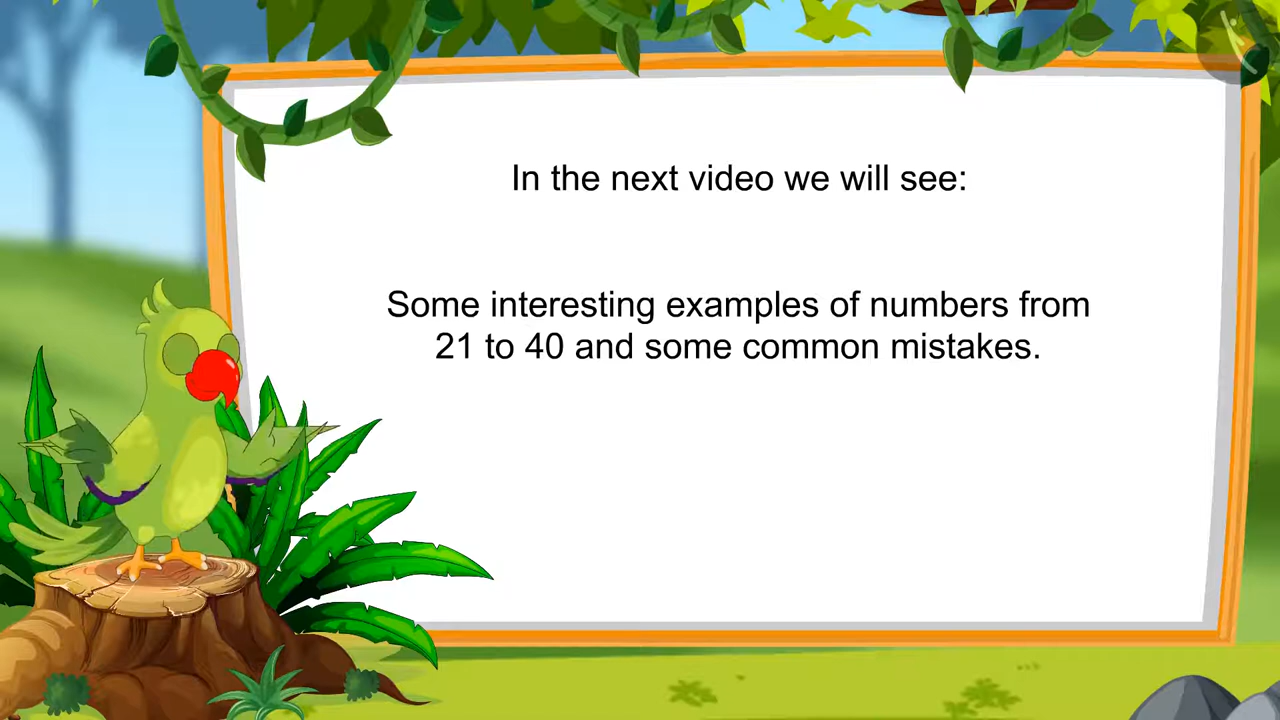 In the next video we will see:
Some interesting examples of numbers from
21 to 40 and some common mistakes.